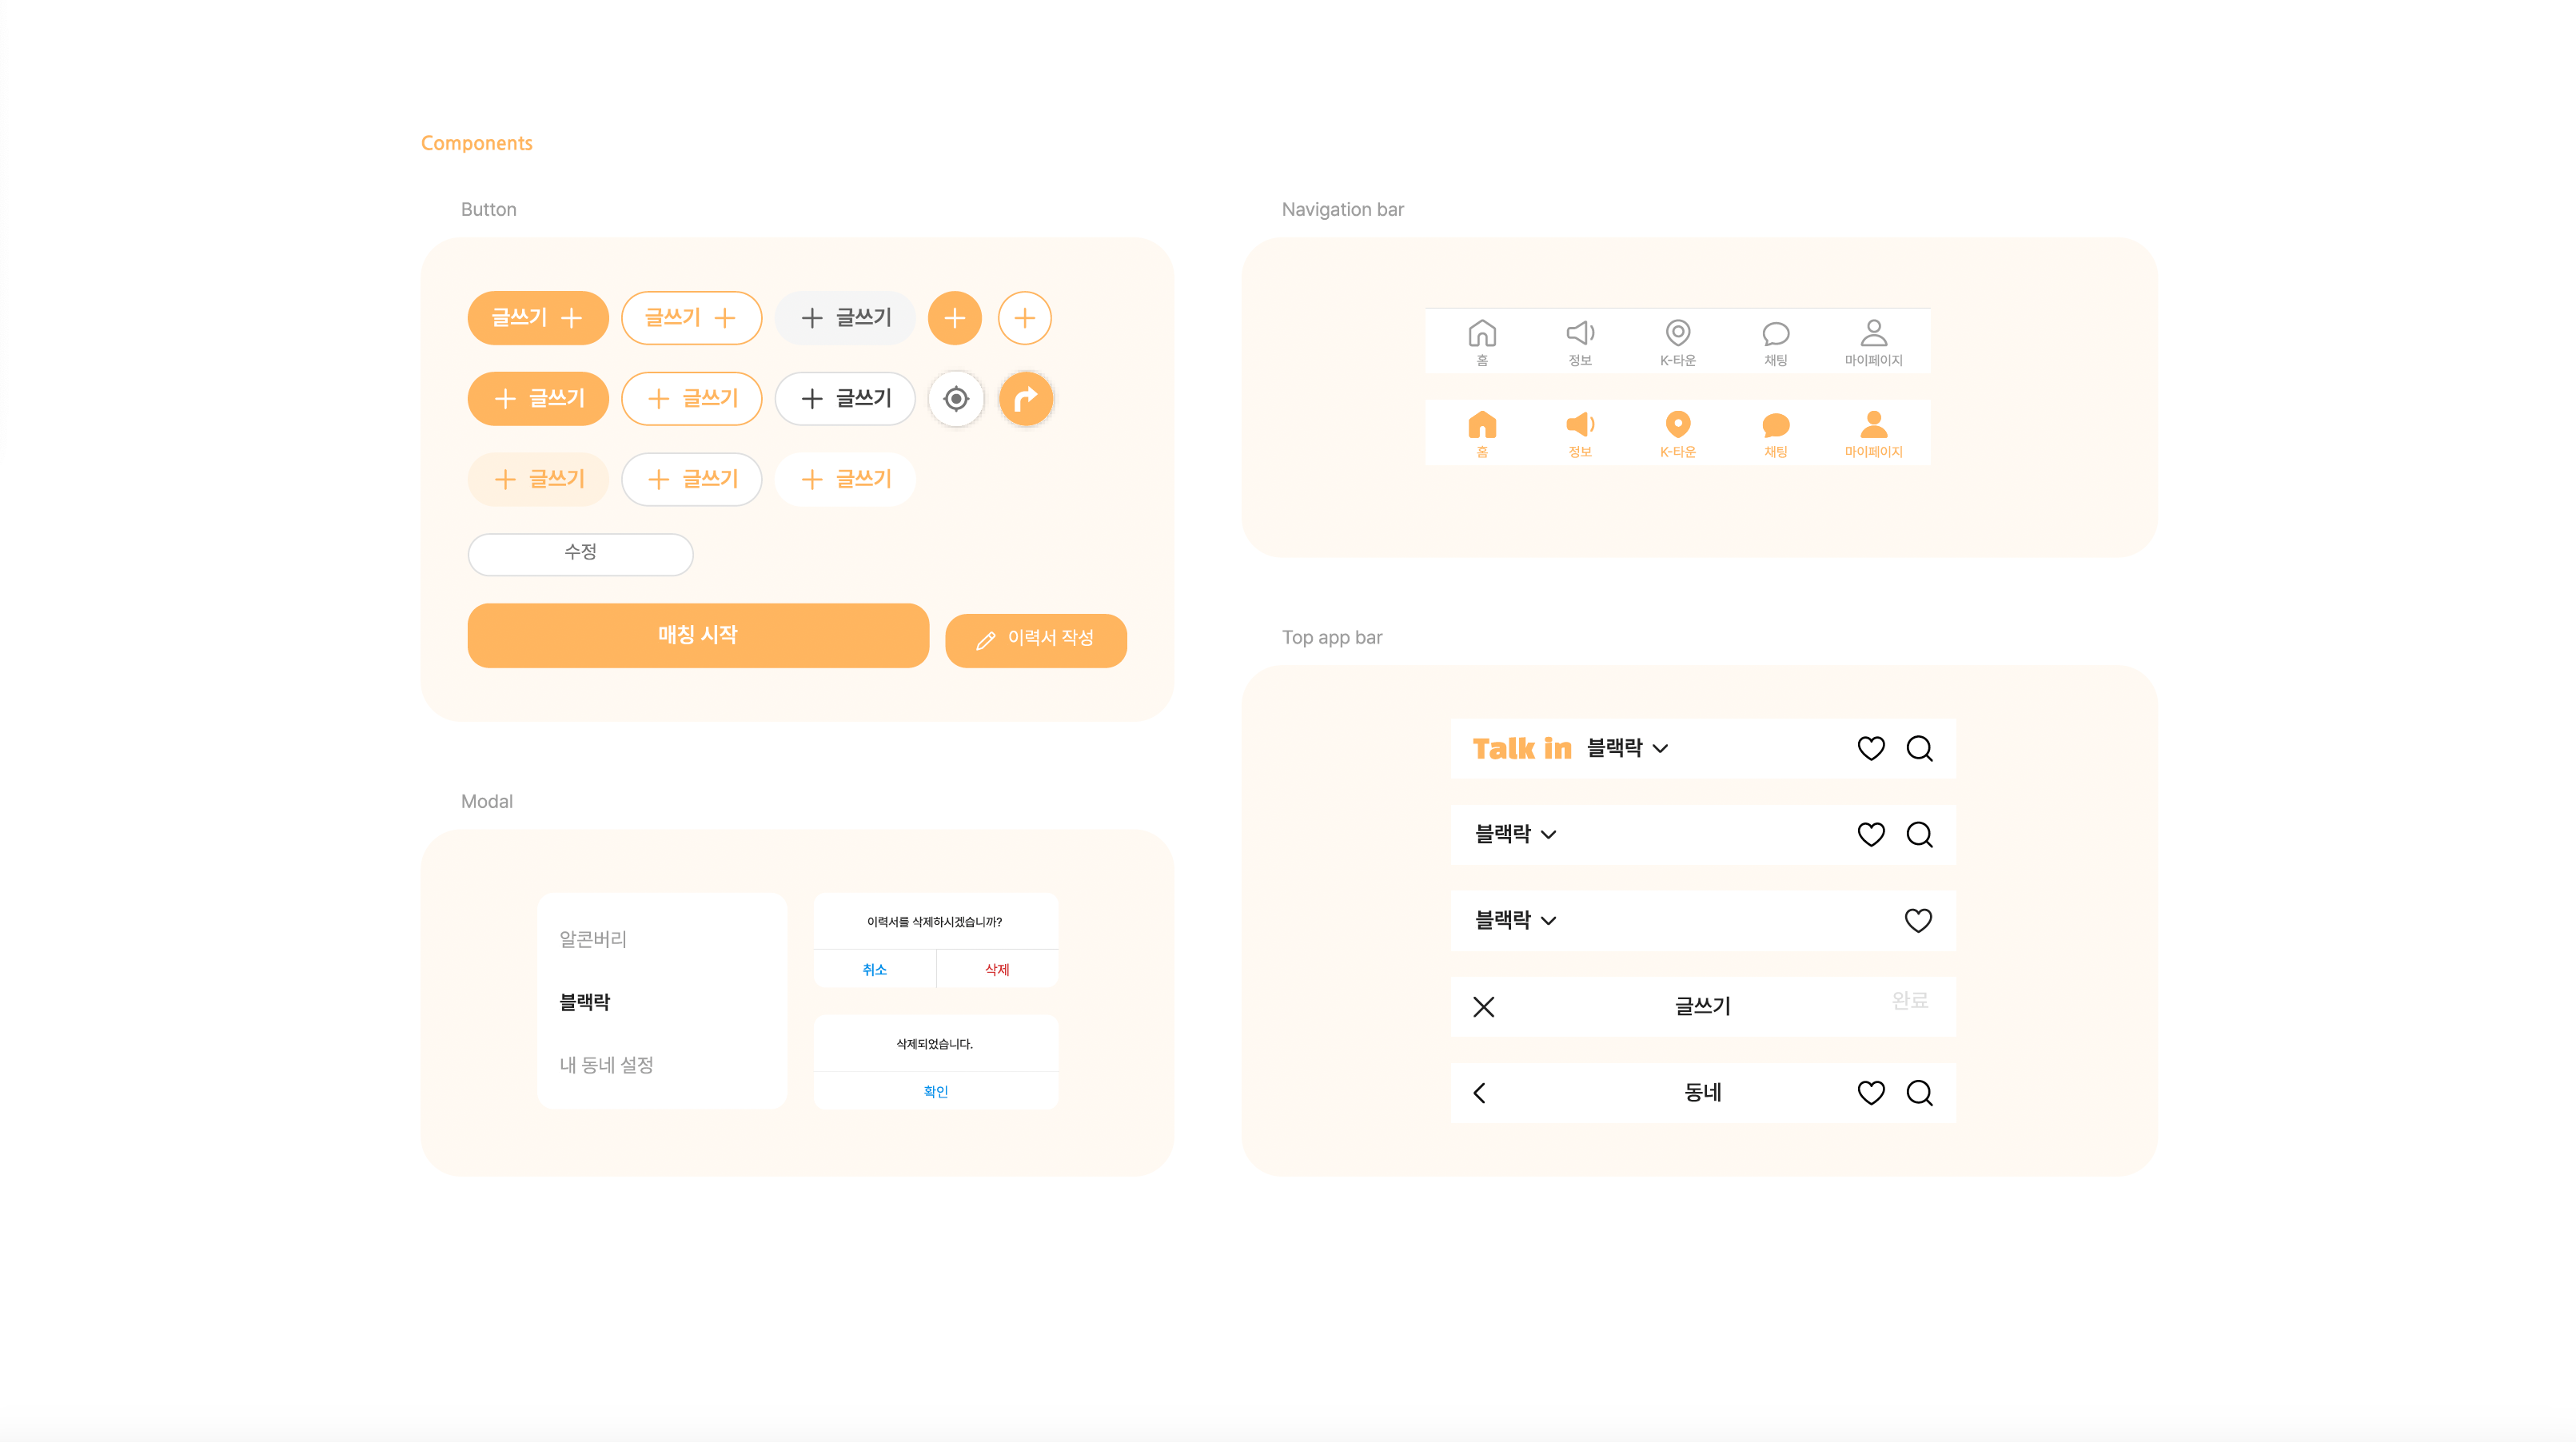 Components
Button
글쓰기
글쓰기
글쓰기
글쓰기
글쓰기
글쓰기
글쓰기
글쓰기
글쓰기
수정
매칭 시작
이력서 작성
Modal
알콘버리
블랙락
내 동네 설정
이력서를 삭제하시겠습니까?
취소 삭제
삭제되었습니다.
확인
Navigation bar
홈 정보 K-타운 채팅 마이페이지
홈 정보 K-타운 채팅 마이페이지
Top app bar
Talk in 블랙락
블랙락
블랙락
글쓰기 완료
동네